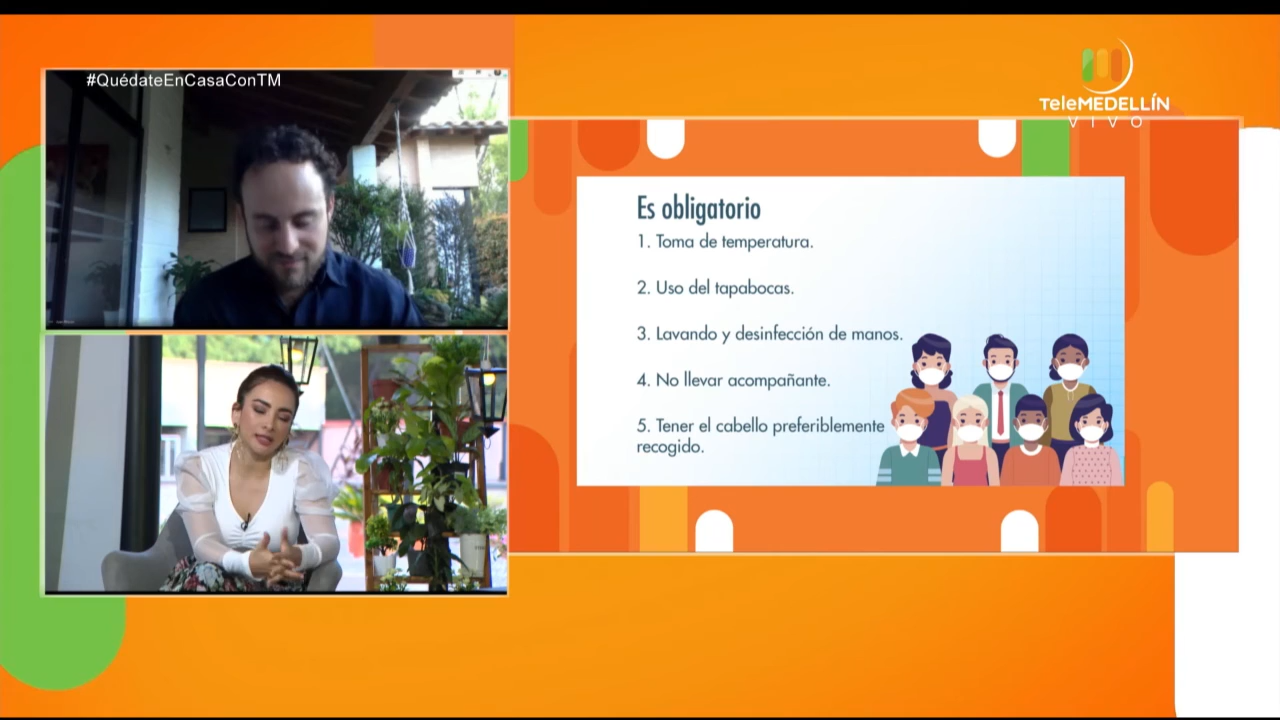 #QuédateEnCasaConTM
TeleMEDELLÍN
VIVO
Es obligatorio
1. Toma de temperatura.
2. Uso del tapabocas.
3. Lavando y desinfección de manos.
4. No llevar acompañante.
5. Tener el cabello preferiblemente
recogido.